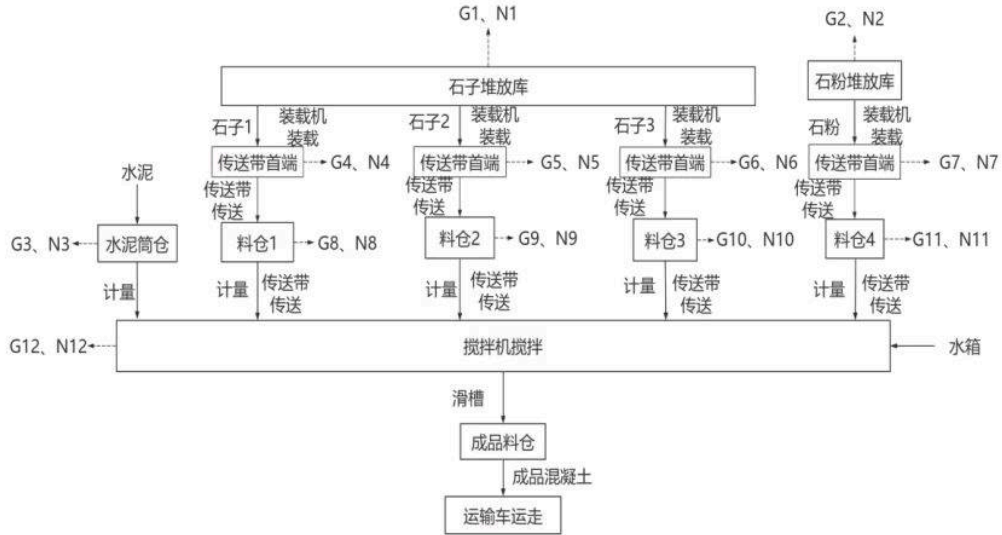 G1、N1
G2、N2
石子堆放库
石粉堆放库
石子1
装载机
装载
石子2
装载机
装载
石子3
装载机
装载
石粉
装载机
装载
传送带首端
G4、N4
传送带首端
G5、N5
传送带首端
G6、N6
传送带首端
G7、N7
水泥
传送带
传送
传送带
传送
传送带
传送
传送带
传送
G3、N3
水泥筒仓
料仓1
G8、N8
料仓2
G9、N9
料仓3
G10、N10
料仓4
G11、N11
计量
计量
传送带
传送
计量
传送带
传送
计量
传送带
传送
计量
传送带
传送
G12、N12
搅拌机搅拌
水箱
滑槽
成品料仓
成品混凝土
运输车运走